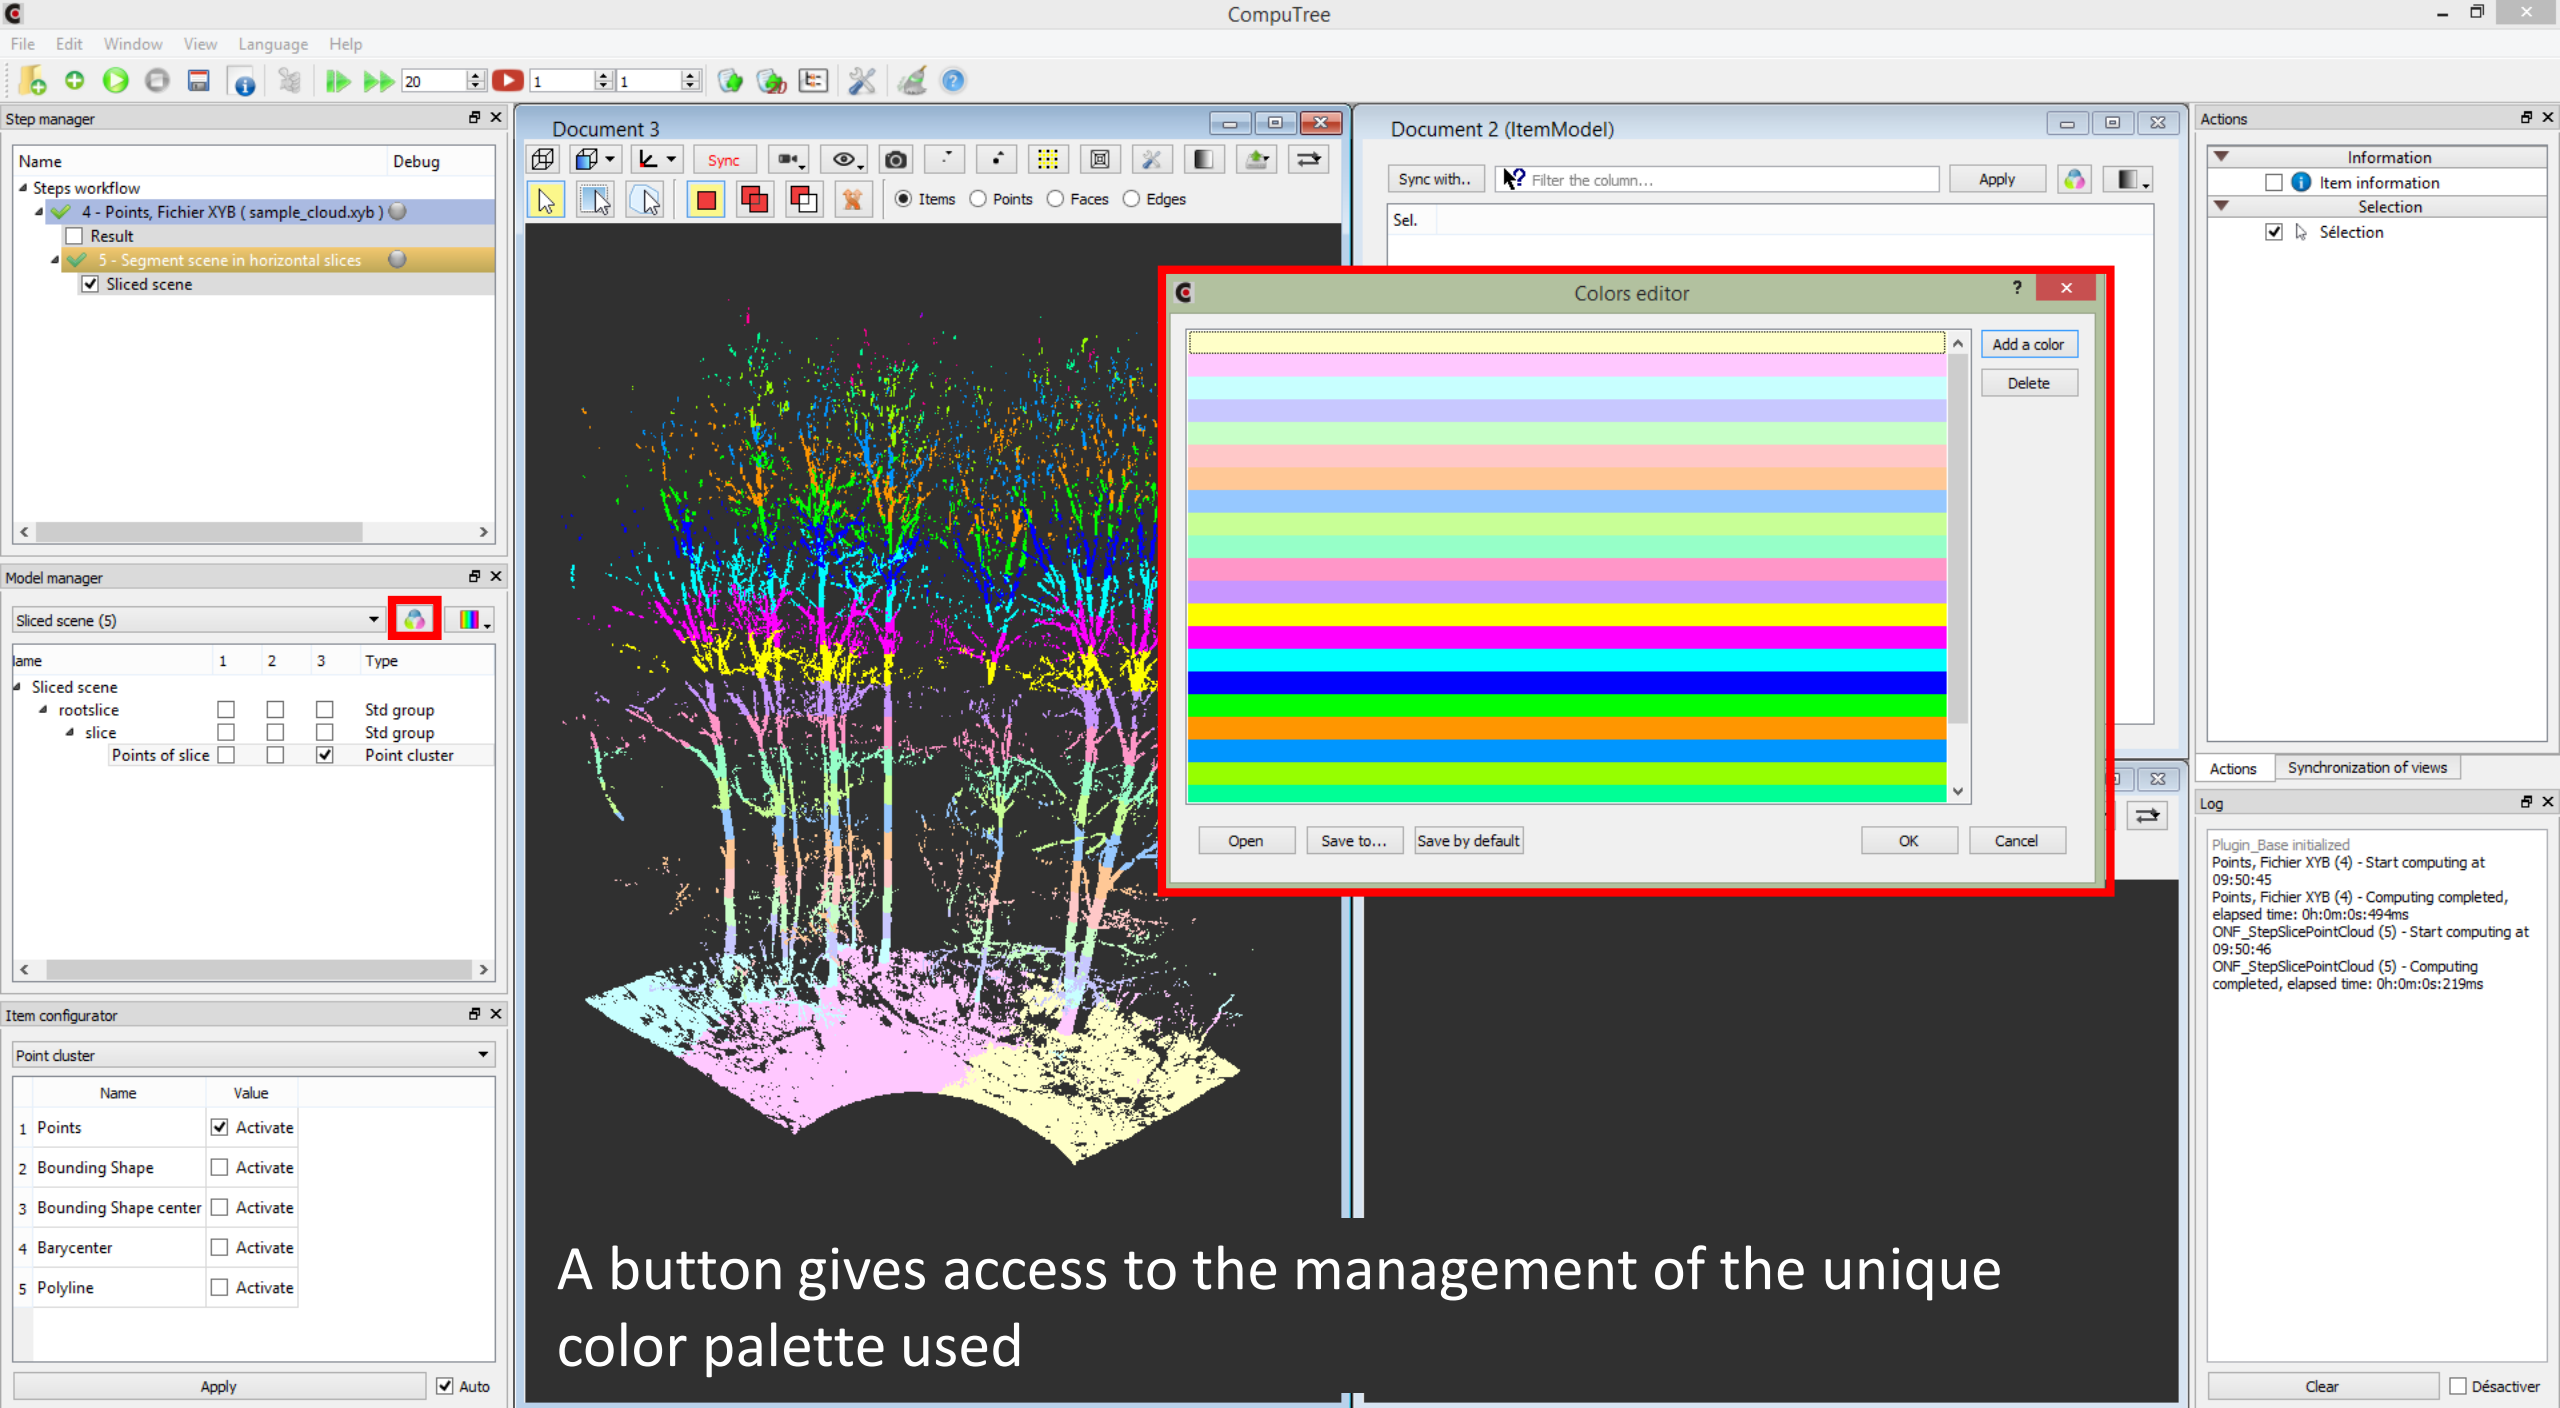 CompuTree
File Edit Window View Language Help
20 1 1
Step manager
Name Debug
Steps workflow
4 - Points, Fichier XYB ( sample_cloud.xyb )
Result
5 - Segment scene in horizontal slices
Sliced scene
Model manager
Sliced scene (5)
lame 1 2 3 Type
Sliced scene
rootslice Std group
slice Std group
Points of slice Point cluster
Item configurator
Point cluster
Name Value
1 Points Activate
2 Bounding Shape Activate
3 Bounding Shape center Activate
4 Barycenter Activate
5 Polyline Activate
Apply Auto
Document 3
Sync
Items Points Faces Edges
Document 2 (ItemModel)
Sync with.. Filter the column... Apply
Sel.
Colors editor
?
Add a color
Delete
Open Save to... Save by default OK Cancel
A button gives access to the management of the unique
color palette used
Actions
Information
Item information
Selection
Sélection
Actions Synchronization of views
Log
Plugin_Base initialized
Points, Fichier XYB (4) - Start computing at
09:50:45
Points, Fichier XYB (4) - Computing completed,
elapsed time: 0h:0m:0s:494ms
ONF_StepSlicePointCloud (5) - Start computing at
09:50:46
ONF_StepSlicePointCloud (5) - Computing
completed, elapsed time: 0h:0m:0s:219ms
Clear Désactiver